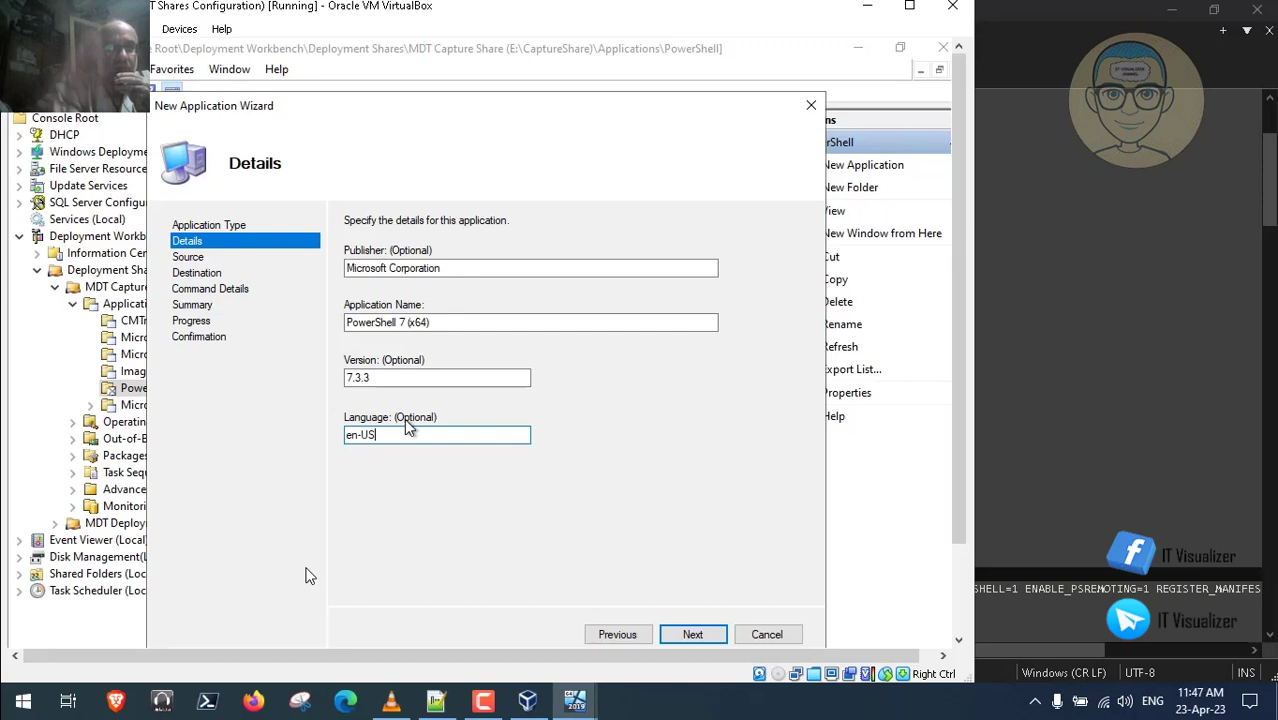 T Shares Configuration) [Running] - Oracle VM VirtualBox
Devices Help
e Root\Deployment Workbench\Deployment Shares\MDT Capture Share (E:\CaptureShare)\Applications\PowerShell]
Favorites Window Help
New Application Wizard
Details
Application Type
Details
Source
Destination
Command Details
Summary
Progress
Confirmation
Specify the details for this application.
Publisher: (Optional)
Microsoft Corporation
Application Name:
PowerShell 7 (x64)
Version: (Optional)
7.3.3
Language: (Optional)
en-US
Previous Next Cancel
Console Root
DHCP
Windows Deployme
File Server Resource
Update Services
SQL Server Configu
Services (Local)
Deployment Workb
Information Cen
Deployment Sha
MDT Captur
Applicati
CMTr
Micro
Micro
Imag
Powe
Micro
Operatin
Out-of-B
Packages
Task Seq
Advance
Monitori
MDT Deploy
Event Viewer (Local)
Disk Management(L
Shared Folders (Loc
Task Scheduler (Loc
ns
rShell
New Application
New Folder
View
New Window from Here
Cut
Copy
Delete
Rename
Refresh
Export List...
Properties
Help
Right Ctrl
IT VISUALIZER
CHANNEL
IT Visualizer
SHELL=1 ENABLE_PSREMOTING=1 REGISTER_MANIFES
IT Visualizer
Windows (CR LF) UTF-8 INS
2019
ENG
11:47 AM
23-Apr-23